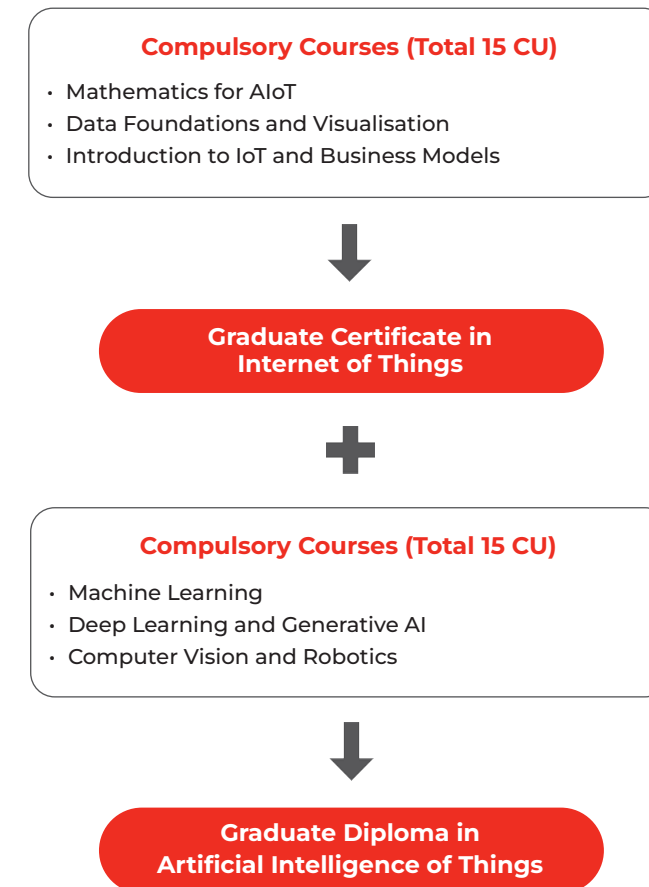 Compulsory Courses (Total 15 CU)
• Mathematics for AIoT
• Data Foundations and Visualisation
• Introduction to IoT and Business Models
Graduate Certificate in
Internet of Things
Compulsory Courses (Total 15 CU)
• Machine Learning
• Deep Learning and Generative AI
• Computer Vision and Robotics
Graduate Diploma in
Artificial Intelligence of Things